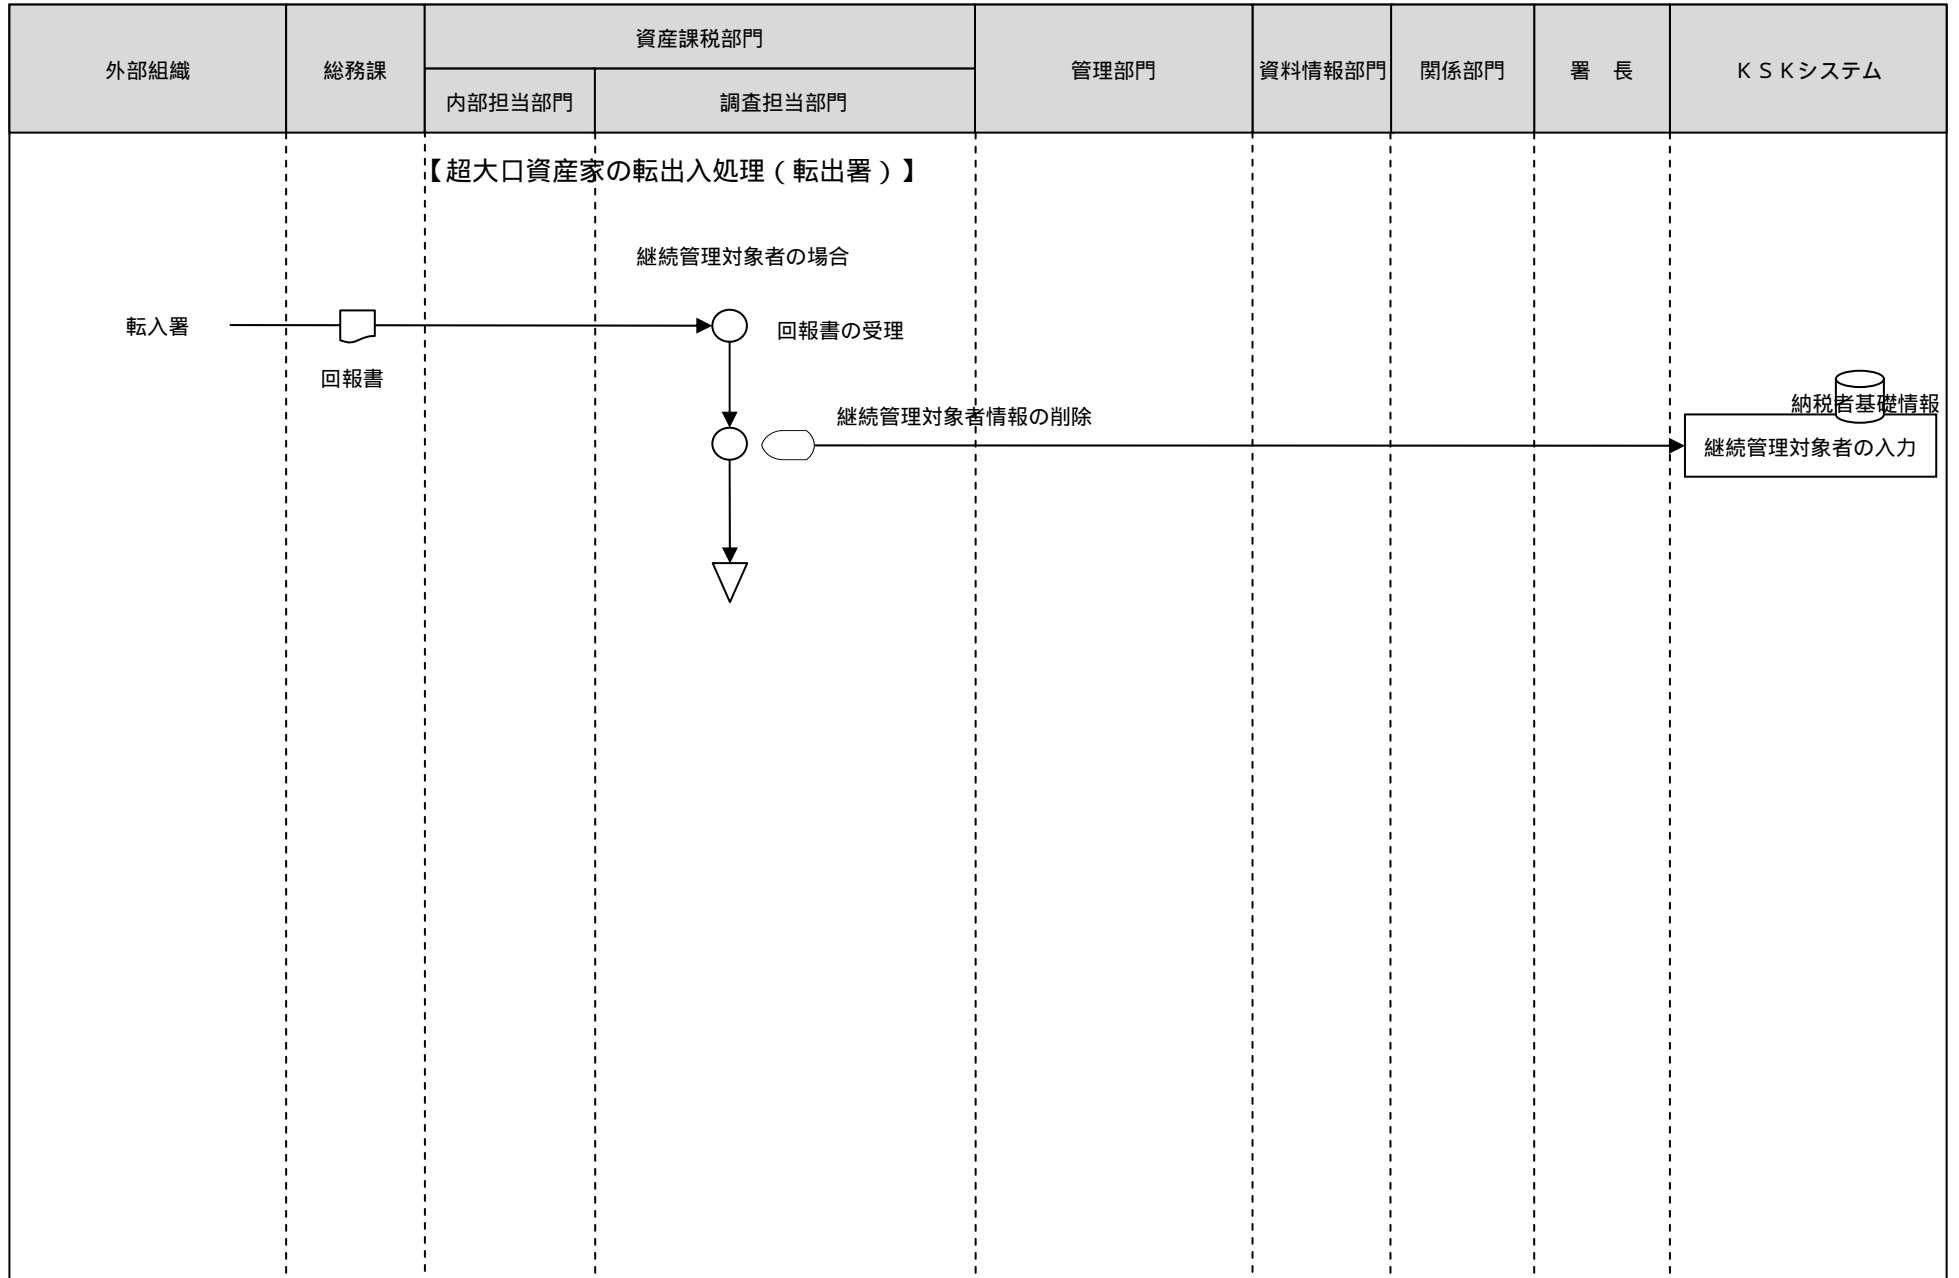 外部組織
総務課
資産課税部門
内部担当部門
調査担当部門
管理部門
資料情報部門
関係部門
署　長
ＫＳＫシステム
【超大口資産家の転出入処理（転出署）】
継続管理対象者の場合
転入署
回報書の受理
回報書
納税者基礎情報
継続管理対象者情報の削除
継続管理対象者の入力